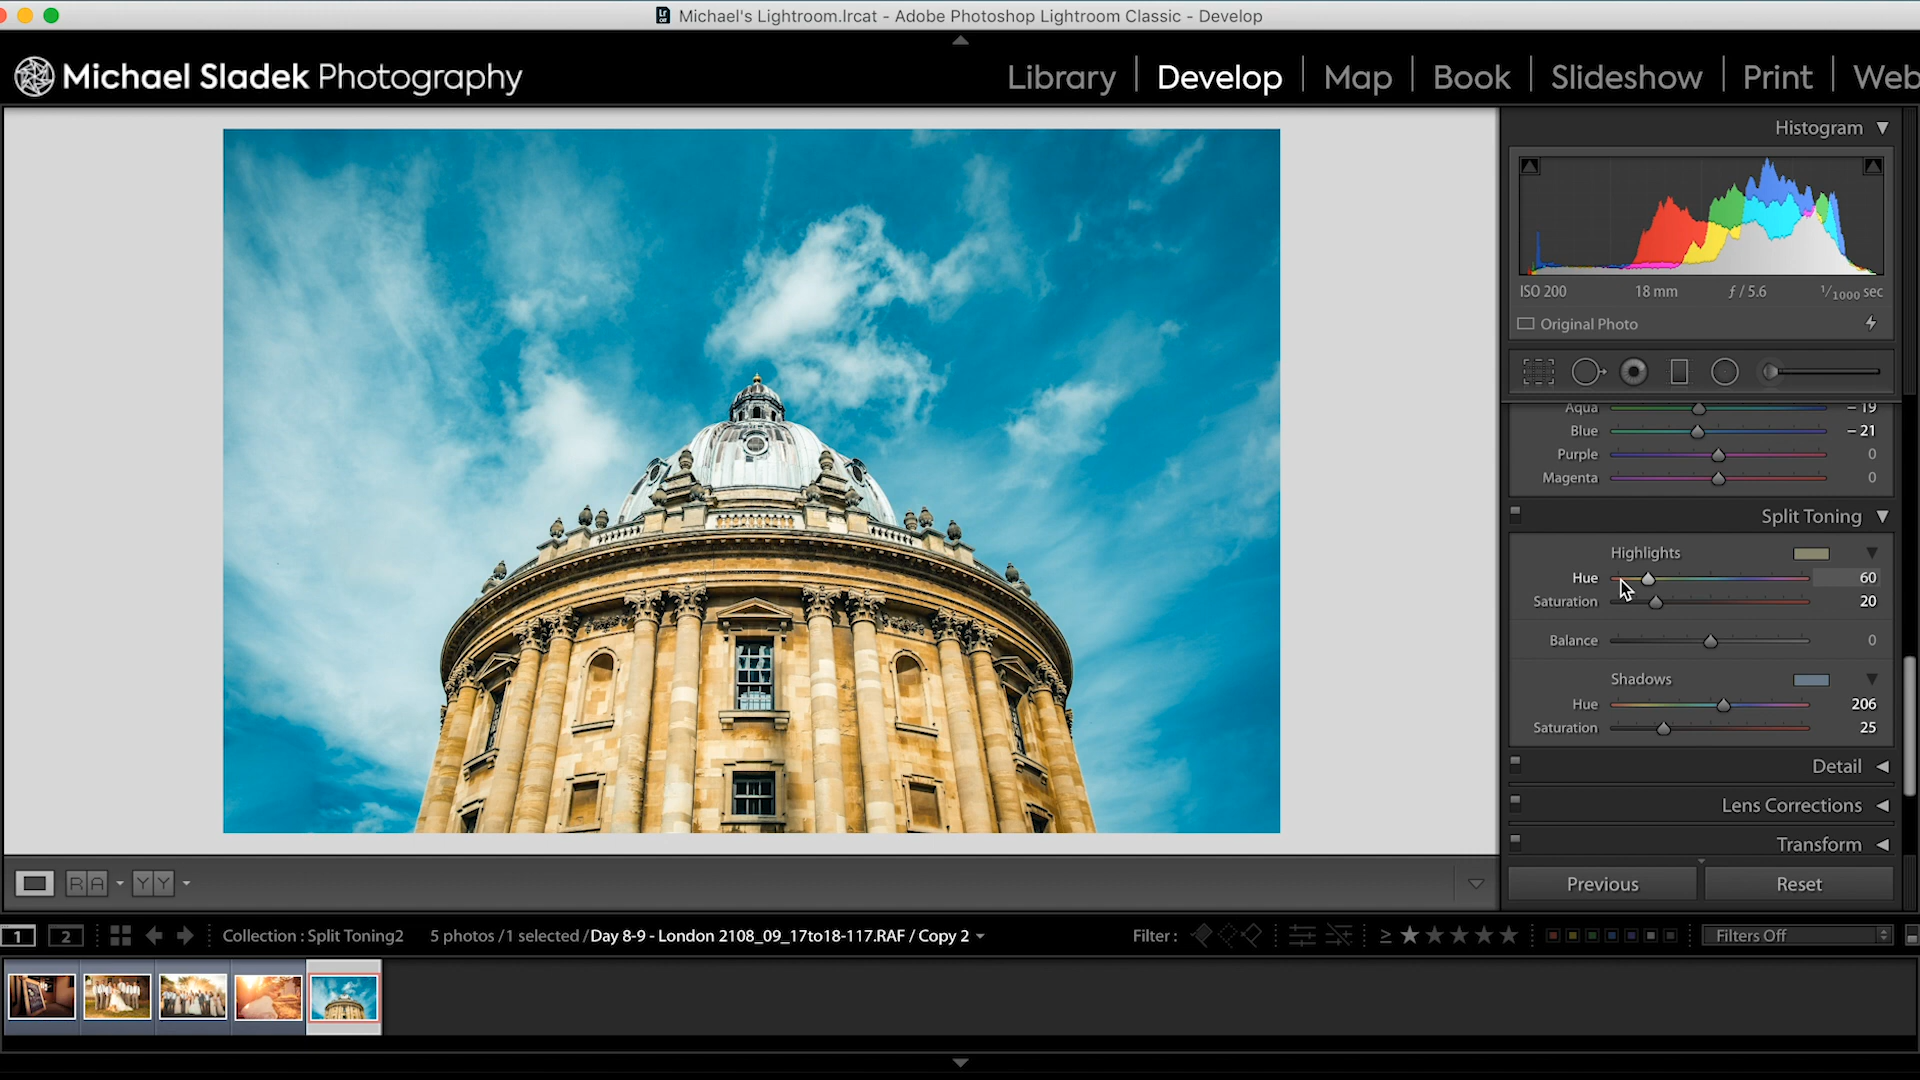 Michael's Lightroom.lrcat - Adobe Photoshop Lightroom Classic - Develop
Michael Sladek Photography
Library | Develop | Map | Book | Slideshow | Print | Web
Histogram
ISO 200 18 mm ƒ / 5.6 1/1000 sec
Original Photo
Aqua − 19
Blue − 21
Purple 0
Magenta 0
Split Toning
Highlights
Hue 60
Saturation 20
Balance 0
Shadows
Hue 206
Saturation 25
Detail
Lens Corrections
Transform
Previous Reset
R A Y Y
1 2 Collection : Split Toning2 5 photos / 1 selected / Day 8-9 - London 2108_09_17to18-117.RAF / Copy 2 Filter : ≥ Filters Off